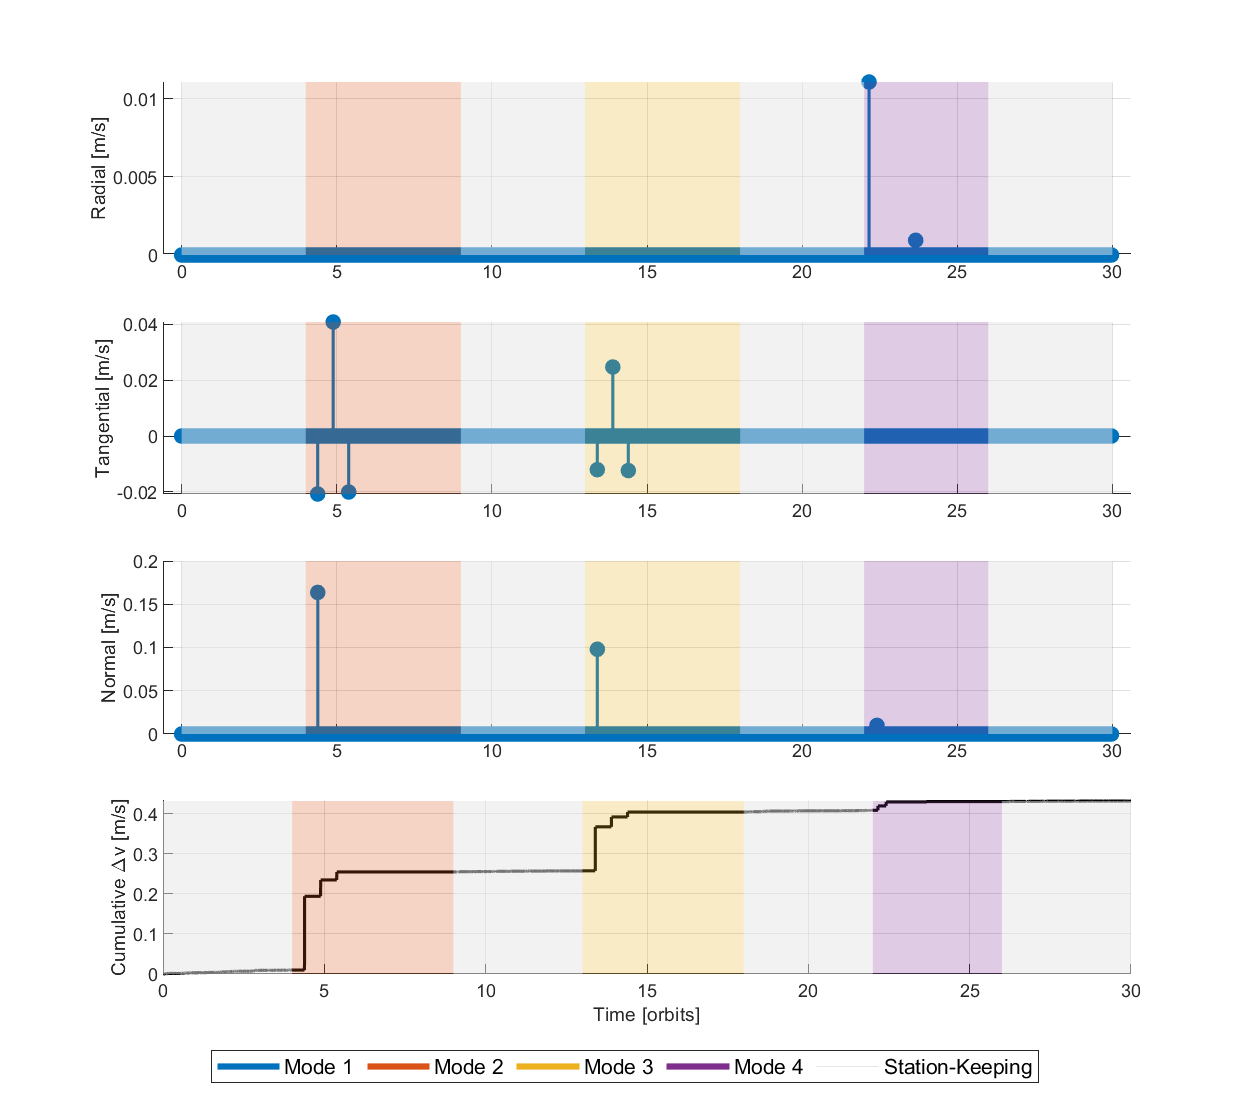 Radial [m/s]
0.01
0.005
0
0 5 10 15 20 25 30
Tangential [m/s]
0.04
0.02
0
-0.02
0 5 10 15 20 25 30
Normal [m/s]
0.2
0.15
0.1
0.05
0
0 5 10 15 20 25 30
Cumulative Δv [m/s]
0.4
0.3
0.2
0.1
0
0 5 10 15 20 25 30
Time [orbits]
Mode 1 Mode 2 Mode 3 Mode 4 Station-Keeping